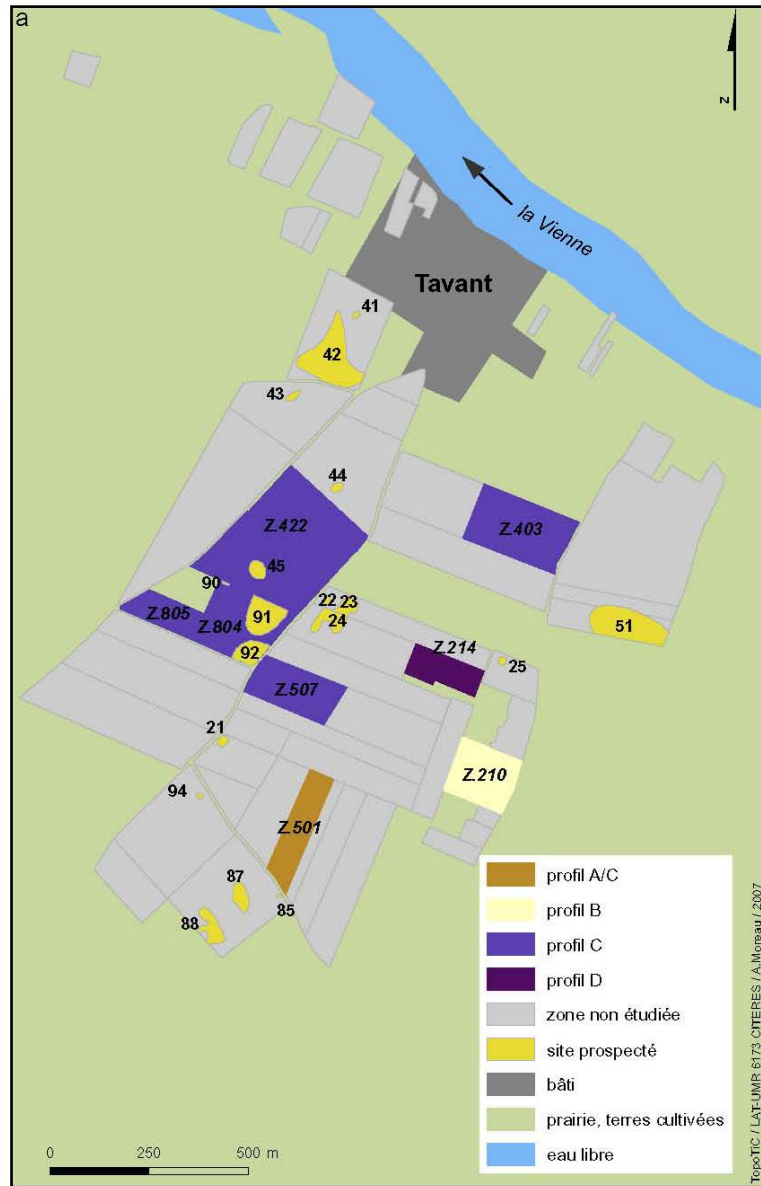 a
N
la Vienne
Tavant
41
42
43
44
Z.422
Z.403
45
90
Z.805
Z.804
91
22
23
24
51
92
Z.214
25
Z.507
21
Z.210
94
Z.501
87
85
88
profil A/C
profil B
profil C
profil D
zone non étudiée
site prospecté
bâti
prairie, terres cultivées
eau libre
0 250 500 m
TopoTiC / LAT-UMR 6173 CITERES / A.Moreau / 2007